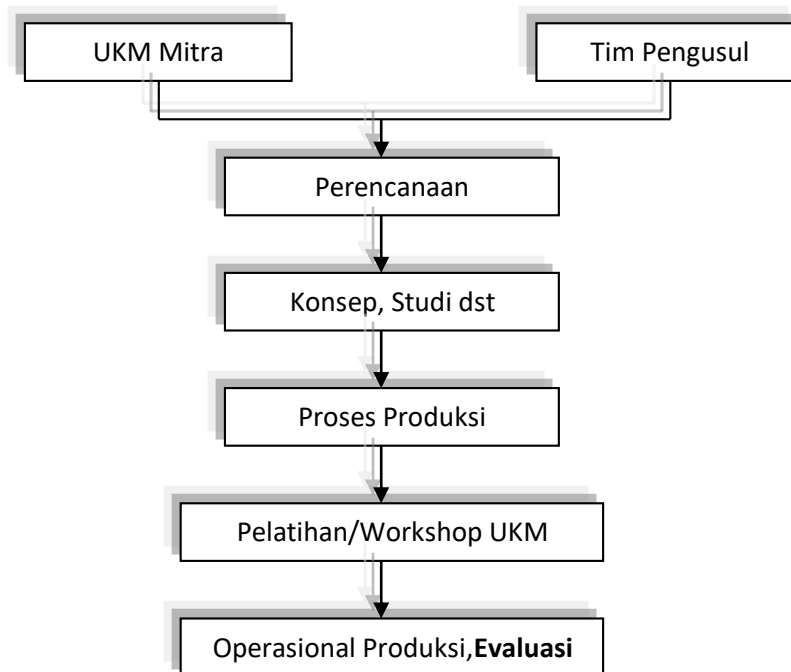 UKM Mitra
Tim Pengusul
Perencanaan
Konsep, Studi dst
Proses Produksi
Pelatihan/Workshop UKM
Operasional Produksi,Evaluasi